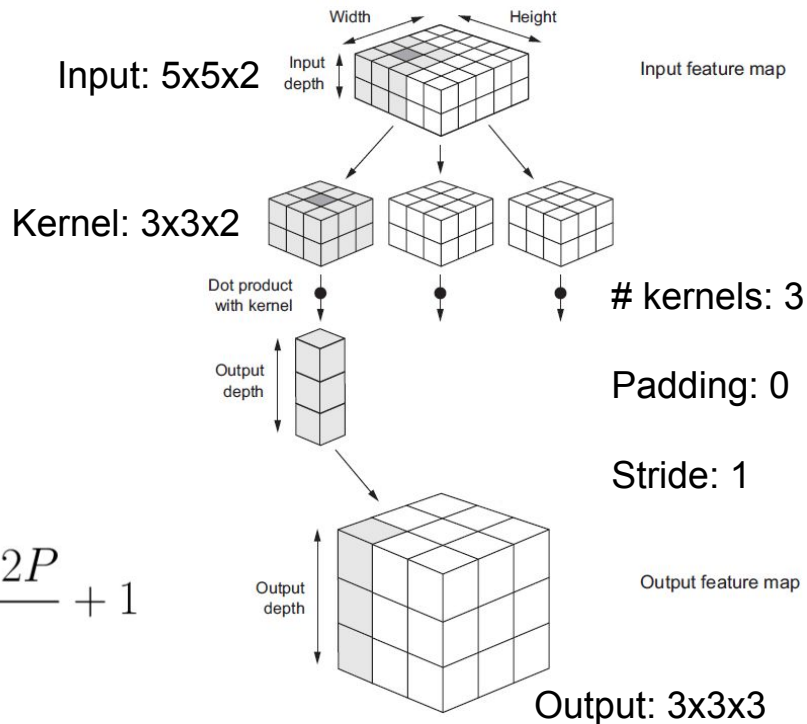 Width
Height
Input: 5x5x2
Input
depth
Input feature map
Kernel: 3x3x2
Dot product
with kernel
# kernels: 3
Output
depth
Padding: 0
Stride: 1
2P
+ 1
Output
depth
Output feature map
Output: 3x3x3